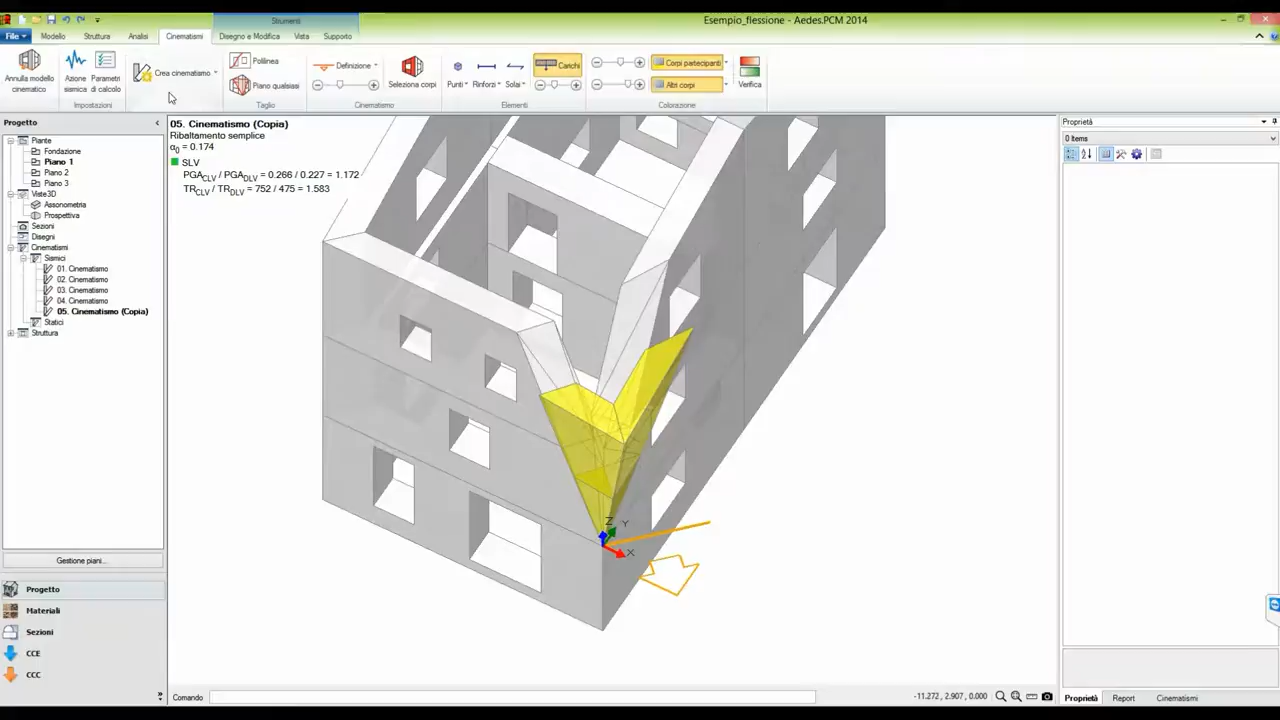 Strumenti
Esempio_flessione - Aedes.PCM 2014
File
Modello
Struttura
Analisi
Cinematismi
Disegno e Modifica
Vista
Supporto
Annulla modello cinematico
Azione sismica
Parametri di calcolo
Impostazioni
Crea cinematismo
Polilinea
Piano qualsiasi
Taglio
Definizione
Seleziona corpi
Cinematismo
Punti
Rinforzi
Solai
Carichi
Elementi
Corpi partecipanti
Altri corpi
Colorazione
Verifica
Progetto
Piante
Fondazione
Piano 1
Piano 2
Piano 3
Viste3D
Assonometria
Prospettiva
Sezioni
Disegni
Cinematismi
Sismici
01. Cinematismo
02. Cinematismo
03. Cinematismo
04. Cinematismo
05. Cinematismo (Copia)
Statici
Struttura
Gestione piani...
Progetto
Materiali
Sezioni
CCE
CCC
05. Cinematismo (Copia)
Ribaltamento semplice
α0 = 0.174
SLV
PGACLV / PGADLV = 0.266 / 0.227 = 1.172
TRCLV / TRDLV = 752 / 475 = 1.583
Z
Y
X
Comando
-11.272, 2.907, 0.000
Proprietà
0 Items
Proprietà
Report
Cinematismi